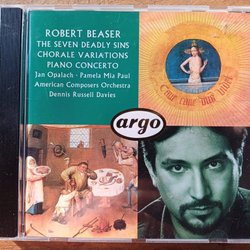 ROBERT BEASER
THE SEVEN DEADLY SINS
CHORALE VARIATIONS
PIANO CONCERTO
Jan Opalach · Pamela Mia Paul
American Composers Orchestra
Dennis Russell Davies
argo